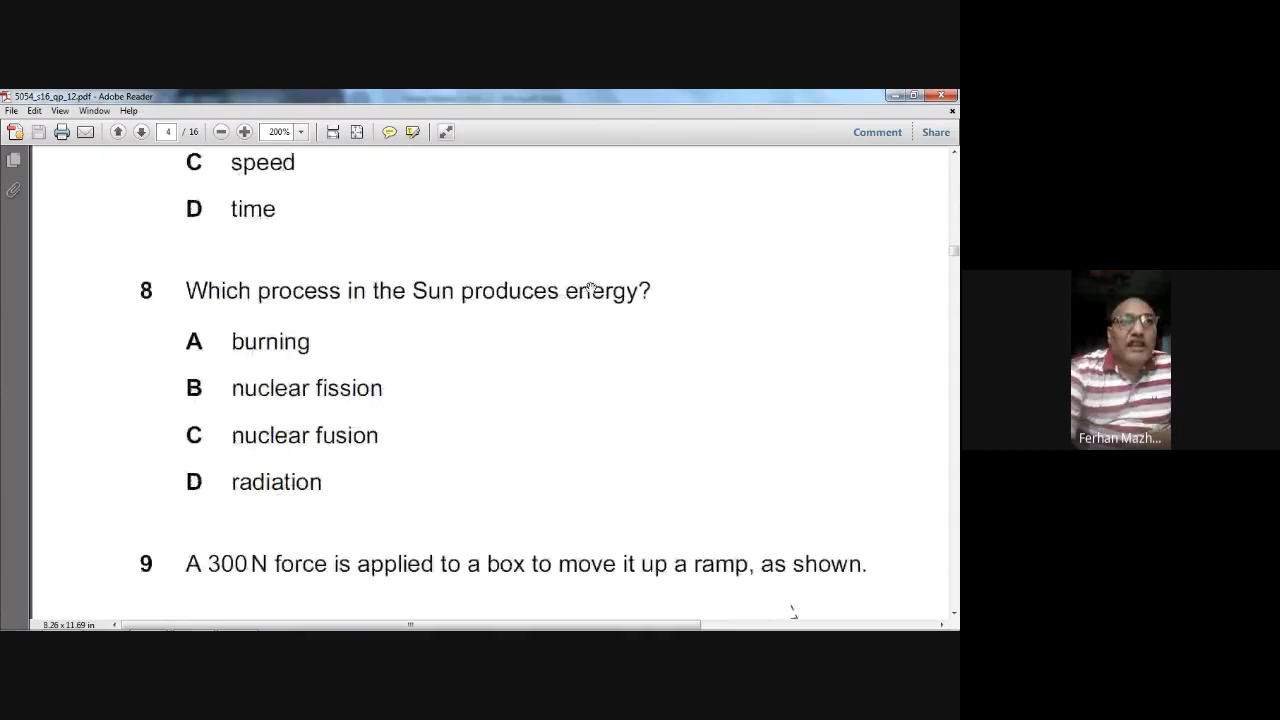 5054_s16_qp_12.pdf - Adobe Reader
File Edit View Window Help
4 / 16 200% Comment Share
C speed
D time
8 Which process in the Sun produces energy?
A burning
B nuclear fission
C nuclear fusion
D radiation
9 A 300 N force is applied to a box to move it up a ramp, as shown.
8.26 x 11.69 in
Ferhan Mazh...